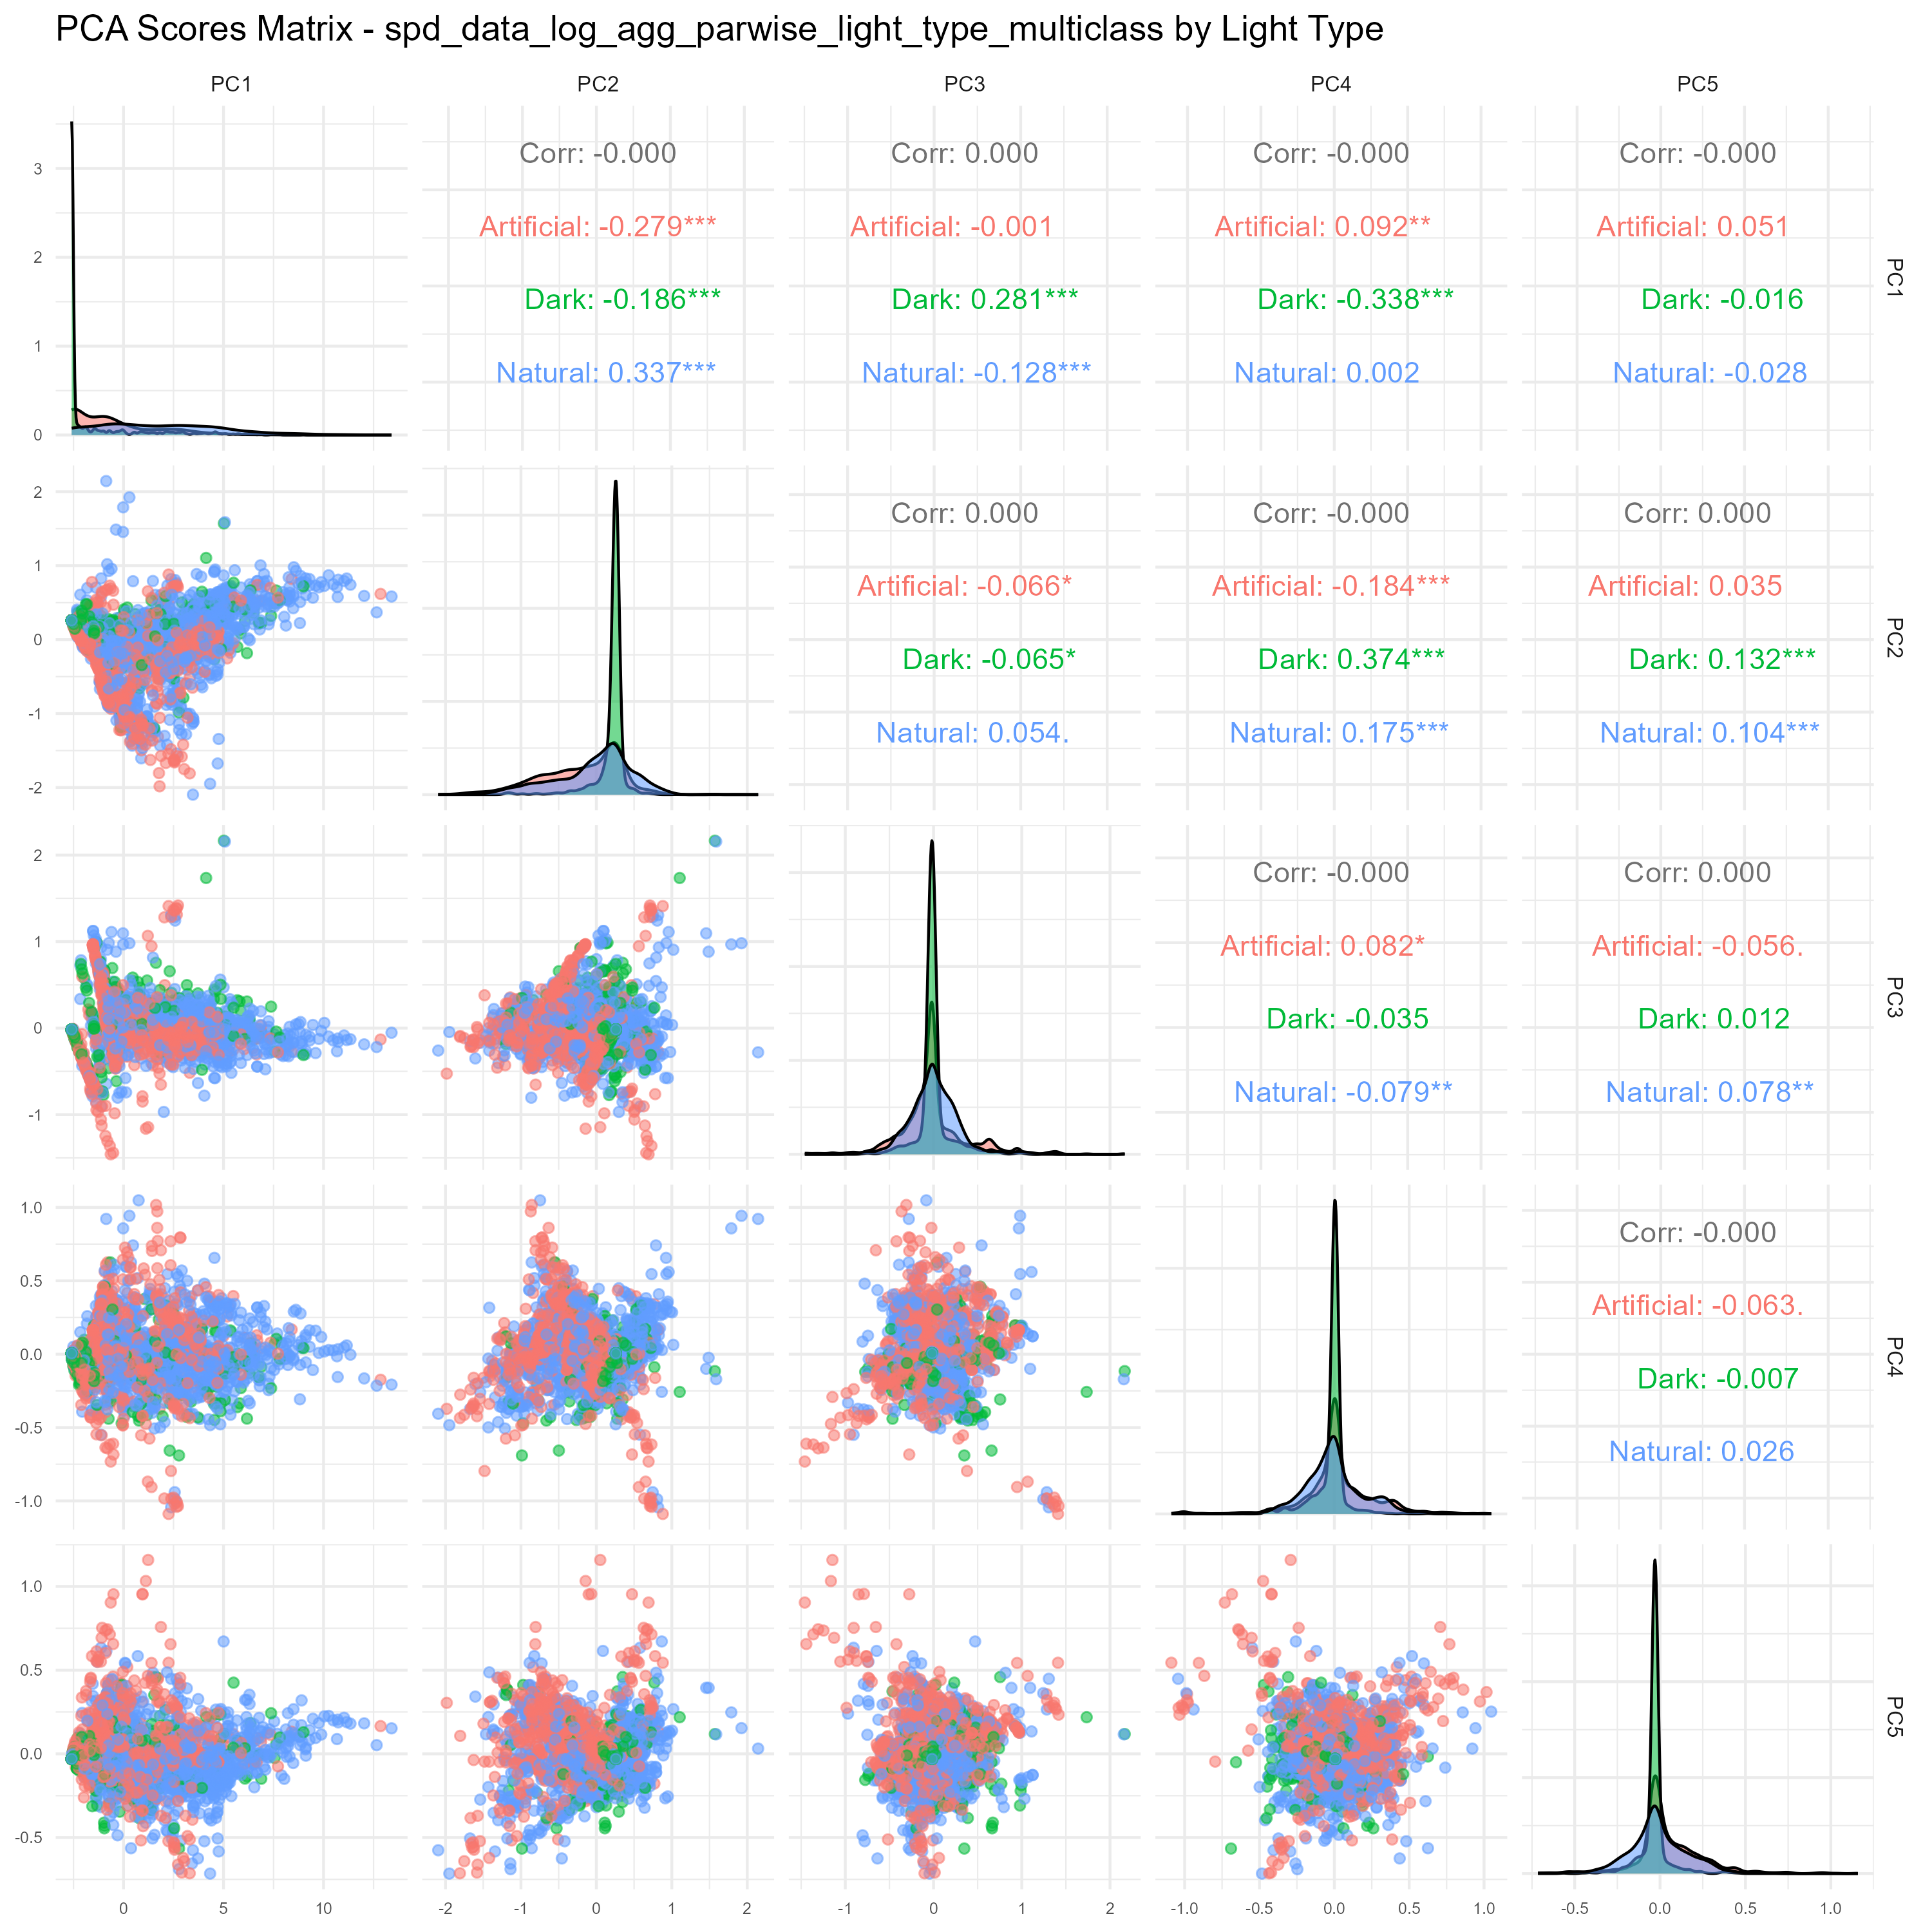 PCA Scores Matrix - spd_data_log_agg_parwise_light_type_multiclass by Light Type
PC1 PC2 PC3 PC4 PC5
3
2
1
0
Corr: -0.000
Artificial: -0.279***
Dark: -0.186***
Natural: 0.337***
Corr: 0.000
Artificial: -0.001
Dark: 0.281***
Natural: -0.128***
Corr: -0.000
Artificial: 0.092**
Dark: -0.338***
Natural: 0.002
Corr: -0.000
Artificial: 0.051
Dark: -0.016
Natural: -0.028
PC1
2
1
0
-1
-2
Corr: 0.000
Artificial: -0.066*
Dark: -0.065*
Natural: 0.054.
Corr: -0.000
Artificial: -0.184***
Dark: 0.374***
Natural: 0.175***
Corr: 0.000
Artificial: 0.035
Dark: 0.132***
Natural: 0.104***
PC2
2
1
0
-1
Corr: -0.000
Artificial: 0.082*
Dark: -0.035
Natural: -0.079**
Corr: 0.000
Artificial: -0.056.
Dark: 0.012
Natural: 0.078**
PC3
1.0
0.5
0.0
-0.5
-1.0
Corr: -0.000
Artificial: -0.063.
Dark: -0.007
Natural: 0.026
PC4
1.0
0.5
0.0
-0.5
PC5
0 5 10
-2 -1 0 1 2
-1 0 1 2
-1.0 -0.5 0.0 0.5 1.0
-0.5 0.0 0.5 1.0